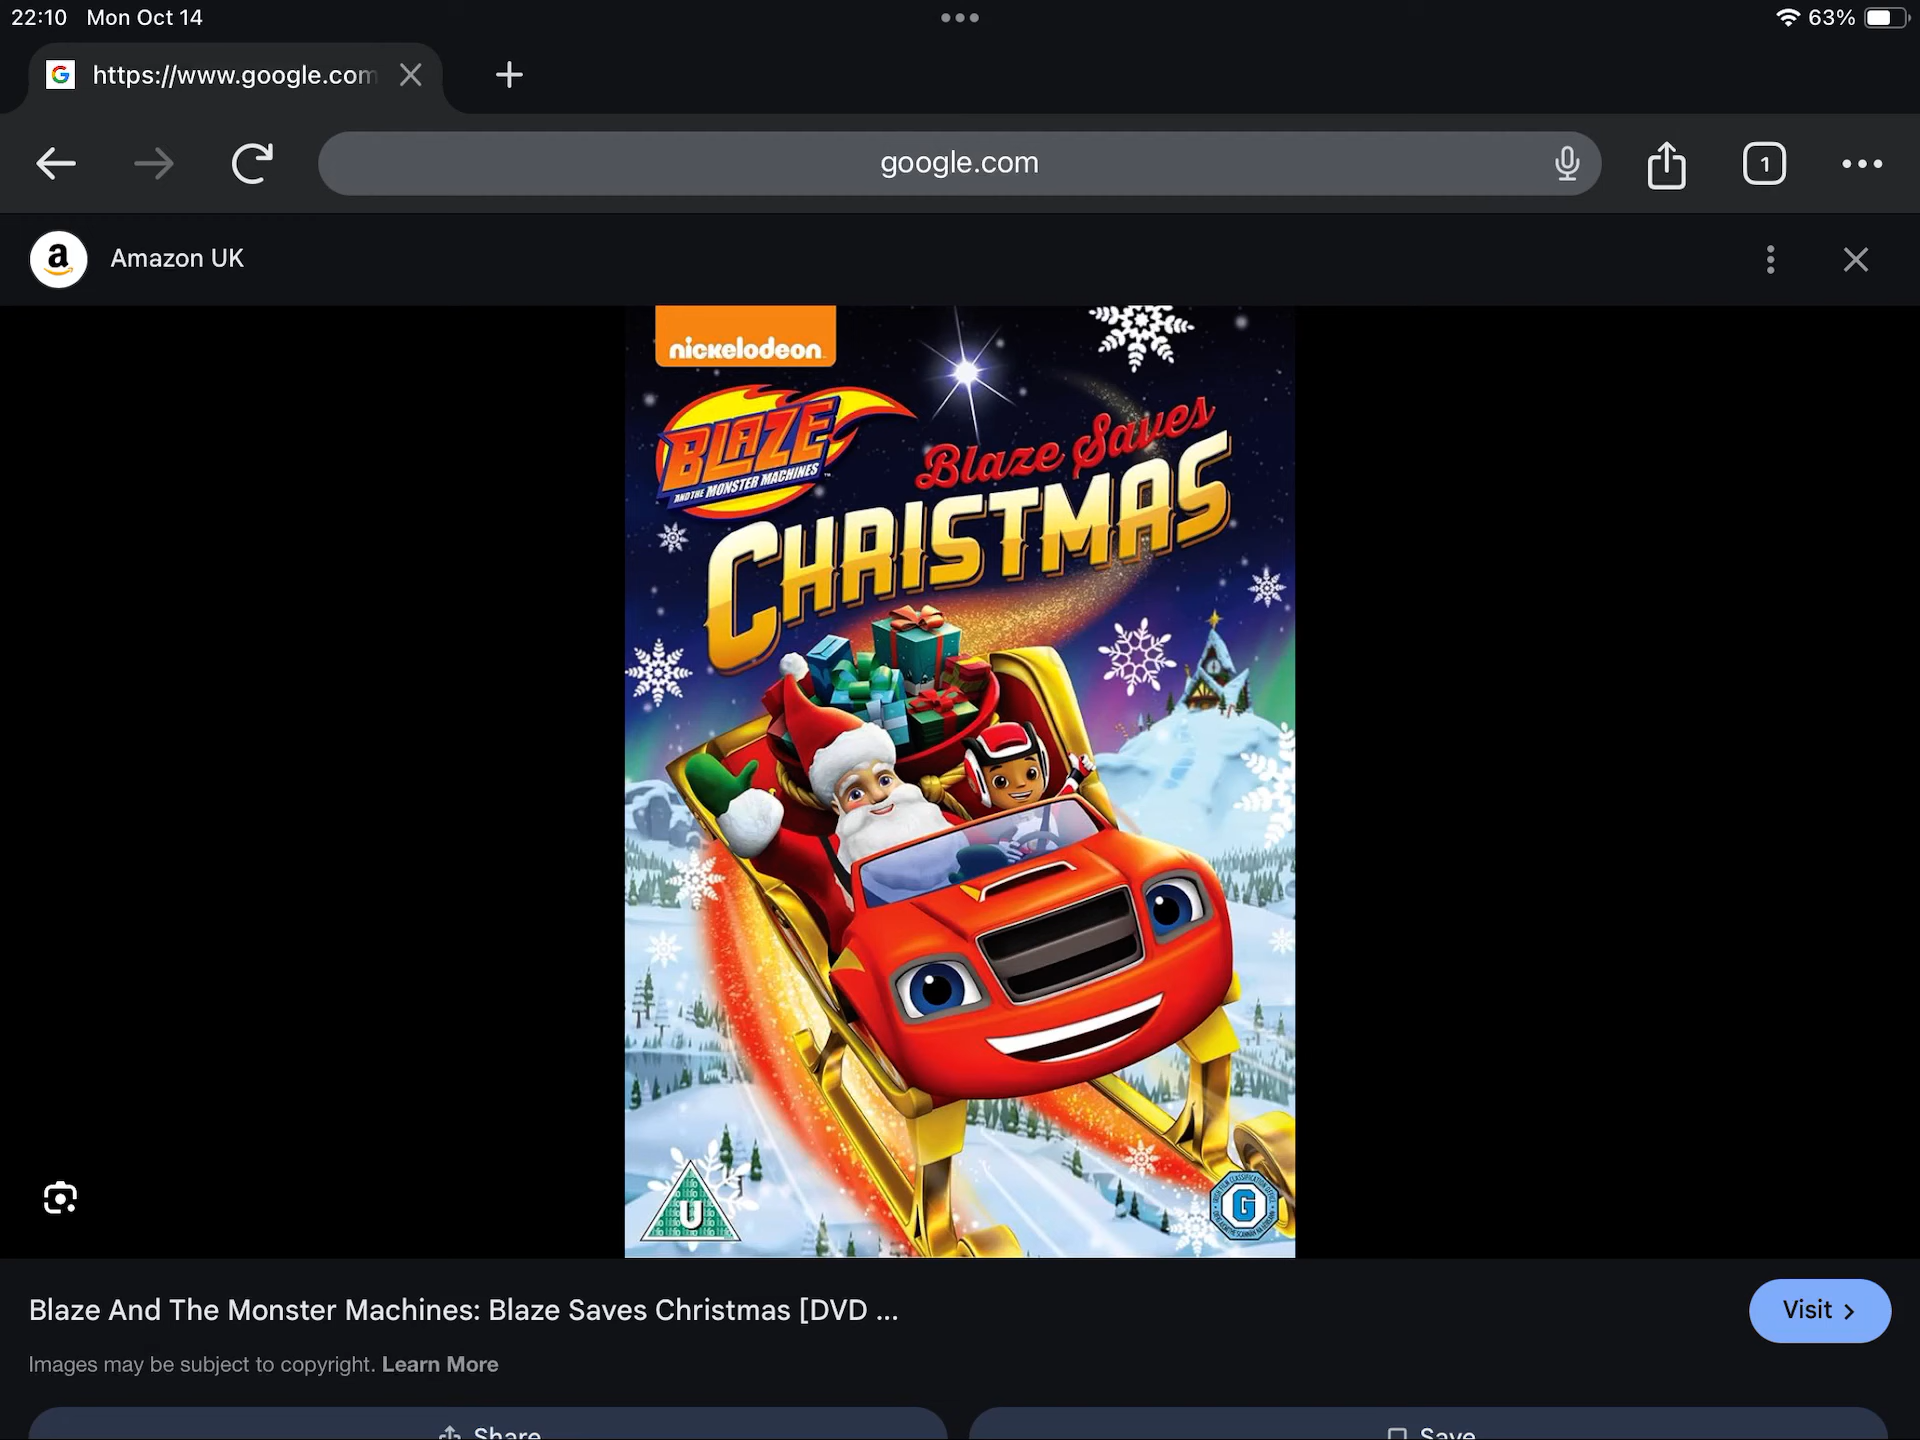 22:10 Mon Oct 14
63%
https://www.google.com
google.com
1
a
Amazon UK
nickelodeon
BLAZE
AND THE MONSTER MACHINES
Blaze Saves
CHRISTMAS
U
G
Blaze And The Monster Machines: Blaze Saves Christmas [DVD ...
Visit
Images may be subject to copyright. Learn More
Share
Save